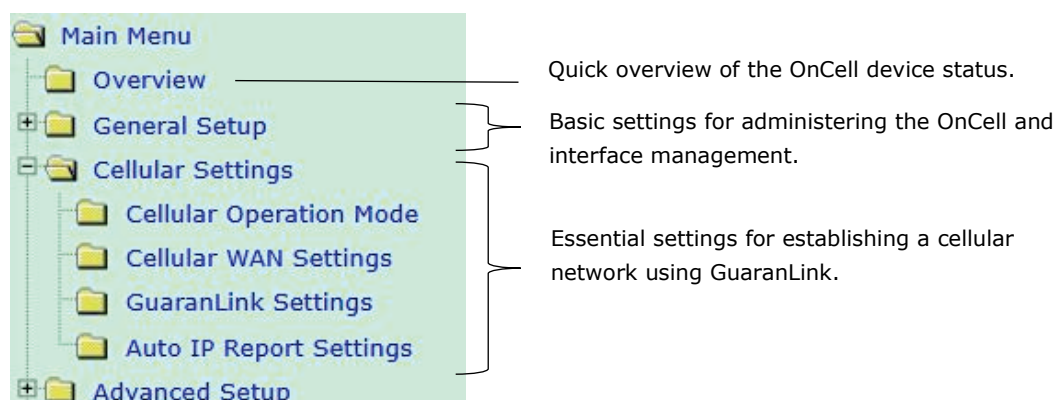 Main Menu
Overview
Quick overview of the OnCell device status.
General Setup
Basic settings for administering the OnCell and
interface management.
Cellular Settings
Cellular Operation Mode
Cellular WAN Settings
GuaranLink Settings
Auto IP Report Settings
Essential settings for establishing a cellular
network using GuaranLink.
Advanced Setup